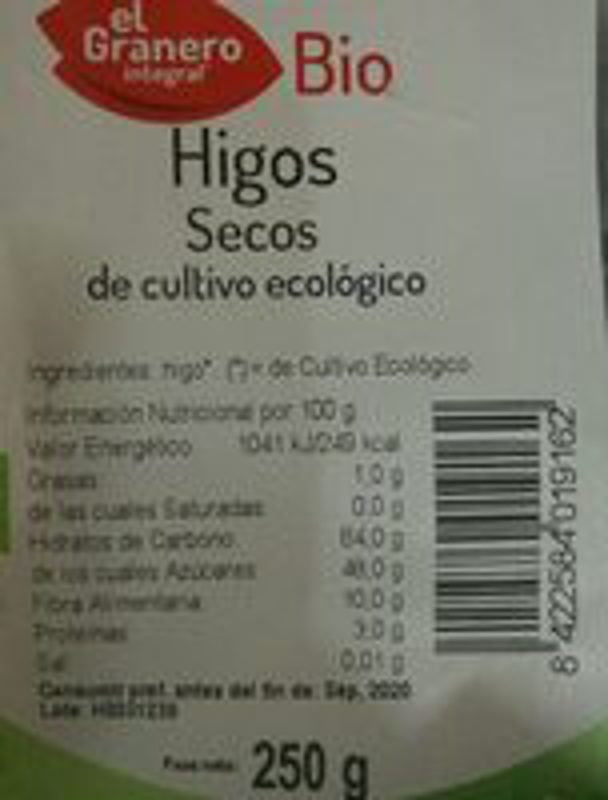 el
Granero
integral
Bio
Higos
Secos
de cultivo ecológico
Ingredientes: higo* (*)= de Cultivo Ecológico
Información Nutricional por 100 g
Valor Energético 1041 kJ/249 kcal
Grasas 1,0 g
de las cuales Saturadas 0,0 g
Hidratos de Carbono 64,0 g
de los cuales Azúcares 48,0 g
Fibra Alimentaria 10,0 g
Proteínas 3,0 g
Sal 0,01 g
Consumir pref. antes del fin de: Sep, 2020
Lote:
Peso neto: 250 g
8 422584 019162